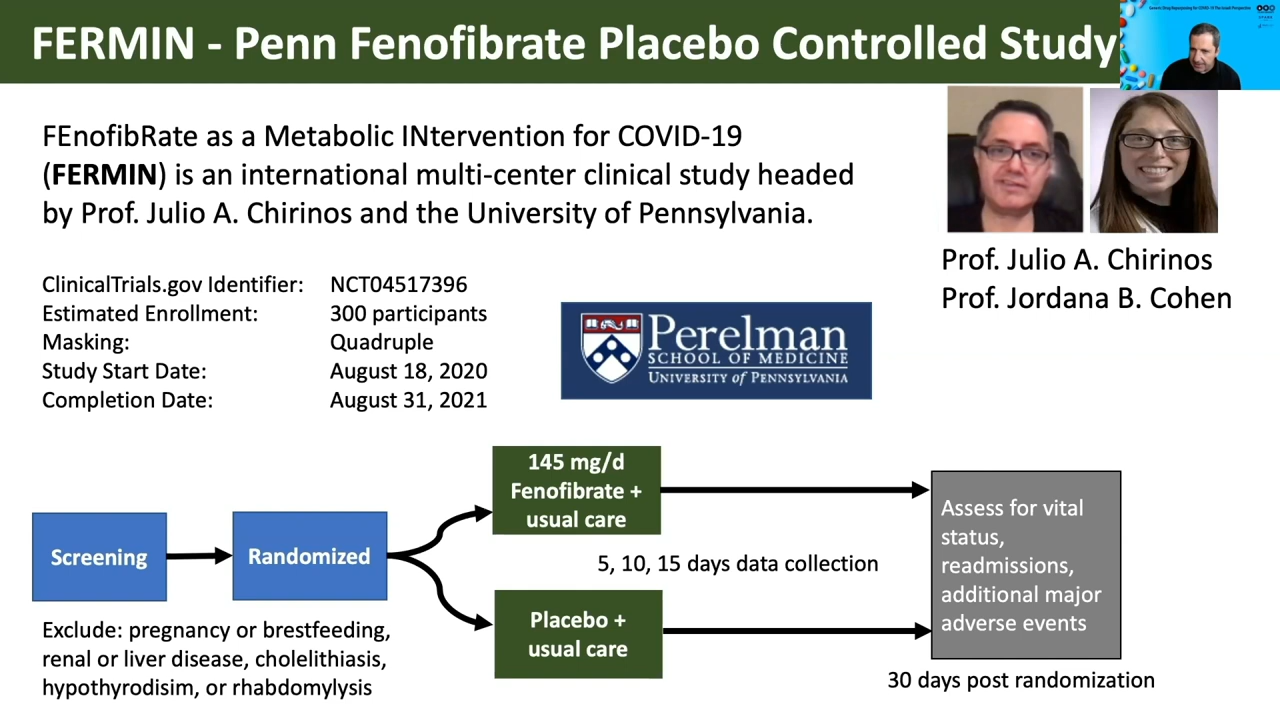 FERMIN - Penn Fenofibrate Placebo Controlled Study
FEnofibRate as a Metabolic INtervention for COVID-19
(FERMIN) is an international multi-center clinical study headed
by Prof. Julio A. Chirinos and the University of Pennsylvania.
Prof. Julio A. Chirinos
Prof. Jordana B. Cohen
ClinicalTrials.gov Identifier: NCT04517396
Estimated Enrollment: 300 participants
Masking: Quadruple
Study Start Date: August 18, 2020
Completion Date: August 31, 2021
Perelman
SCHOOL OF MEDICINE
UNIVERSITY of PENNSYLVANIA
Screening
Randomized
145 mg/d
Fenofibrate +
usual care
5, 10, 15 days data collection
Placebo +
usual care
Assess for vital
status,
readmissions,
additional major
adverse events
Exclude: pregnancy or brestfeeding,
renal or liver disease, cholelithiasis,
hypothyrodisim, or rhabdomylysis
30 days post randomization